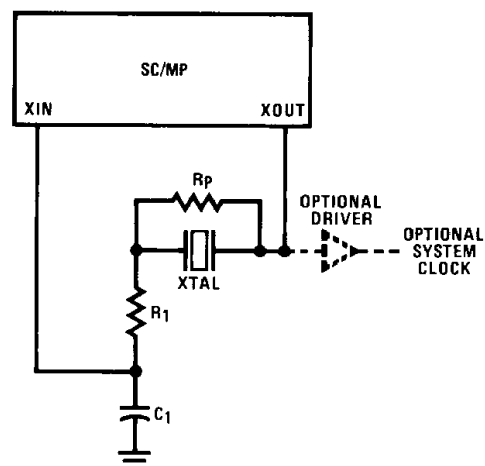 SC/MP
XIN
XOUT
RP
OPTIONAL
DRIVER
OPTIONAL
SYSTEM
CLOCK
XTAL
R1
C1